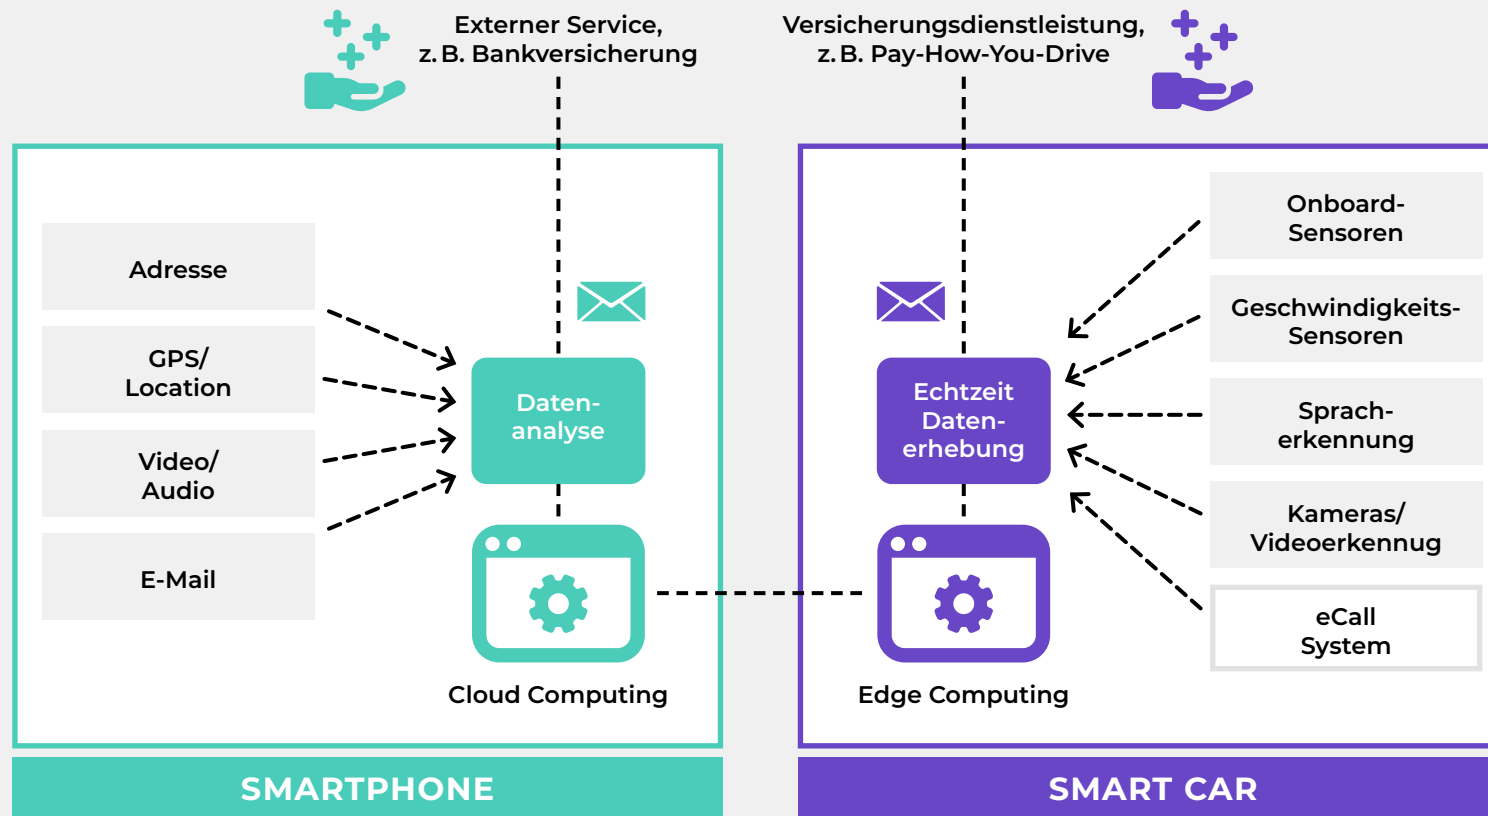 Externer Service,
z. B. Bankversicherung
Versicherungsdienstleistung,
z. B. Pay-How-You-Drive
Adresse
GPS/
Location
Video/
Audio
E-Mail
Daten-
analyse
Cloud Computing
SMARTPHONE
Echtzeit
Daten-
erhebung
Edge Computing
Onboard-
Sensoren
Geschwindigkeits-
Sensoren
Sprach-
erkennung
Kameras/
Videoerkennug
eCall
System
SMART CAR